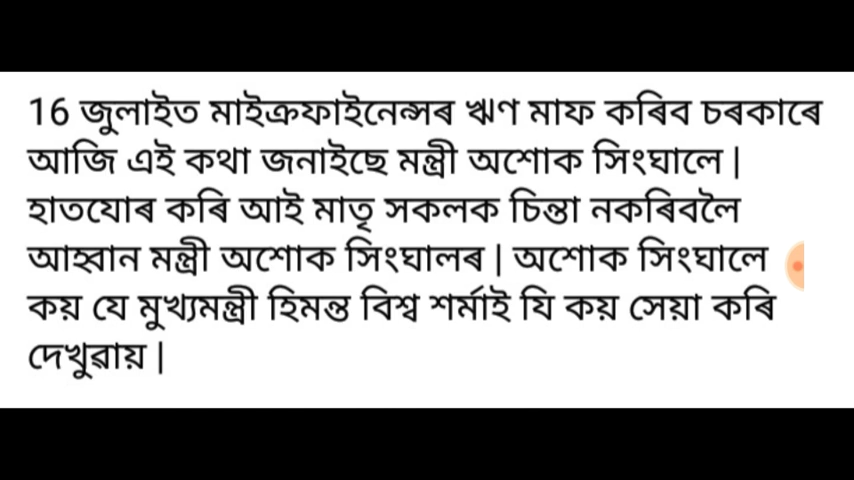 16 জুলাইত মাইক্ৰফাইনেন্সৰ ঋণ মাফ কৰিব চৰকাৰে
আজি এই কথা জনাইছে মন্ত্ৰী অশোক সিংঘালে |
হাতযোৰ কৰি আই মাতৃ সকলক চিন্তা নকৰিবলৈ
আহ্বান মন্ত্ৰী অশোক সিংঘালৰ | অশোক সিংঘালে
কয় যে মুখ্যমন্ত্ৰী হিমন্ত বিশ্ব শৰ্মাই যি কয় সেয়া কৰি
দেখুৱায় |